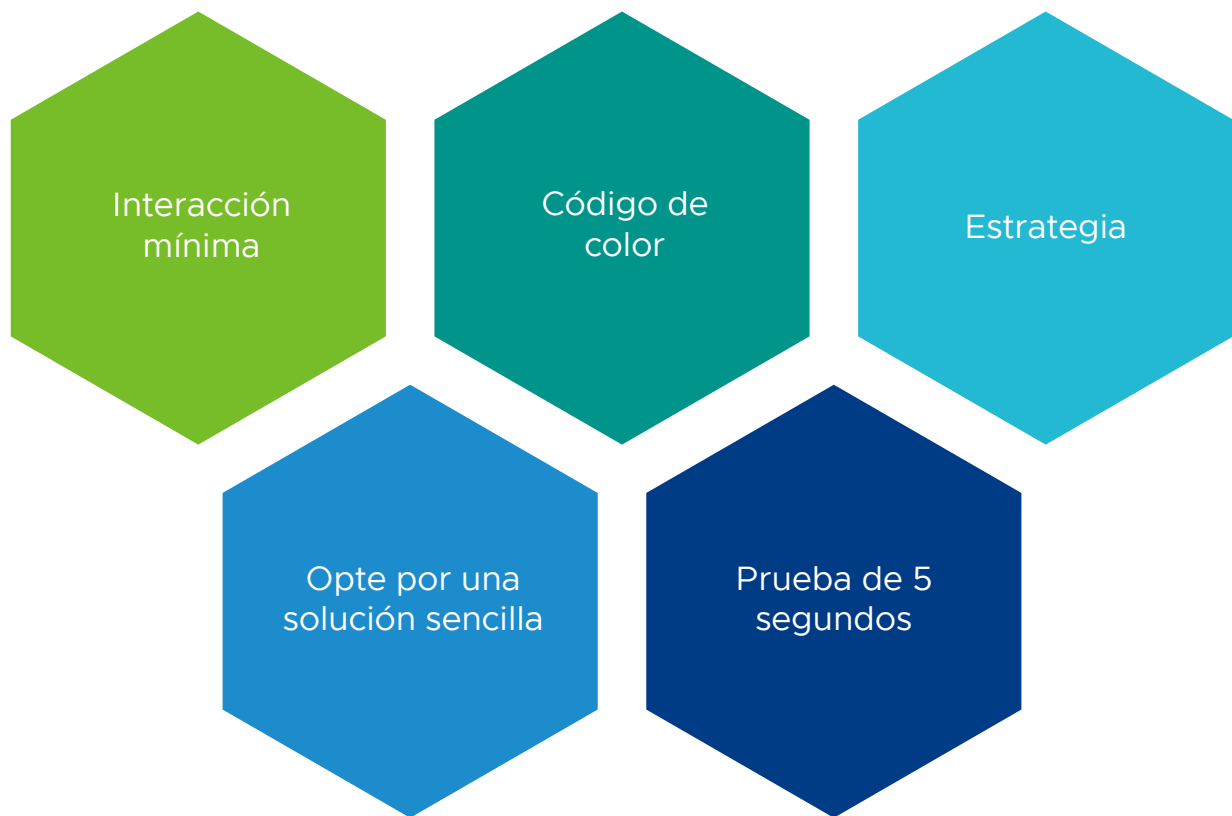 Interacción
mínima
Código de
color
Estrategia
Opte por una
solución sencilla
Prueba de 5
segundos